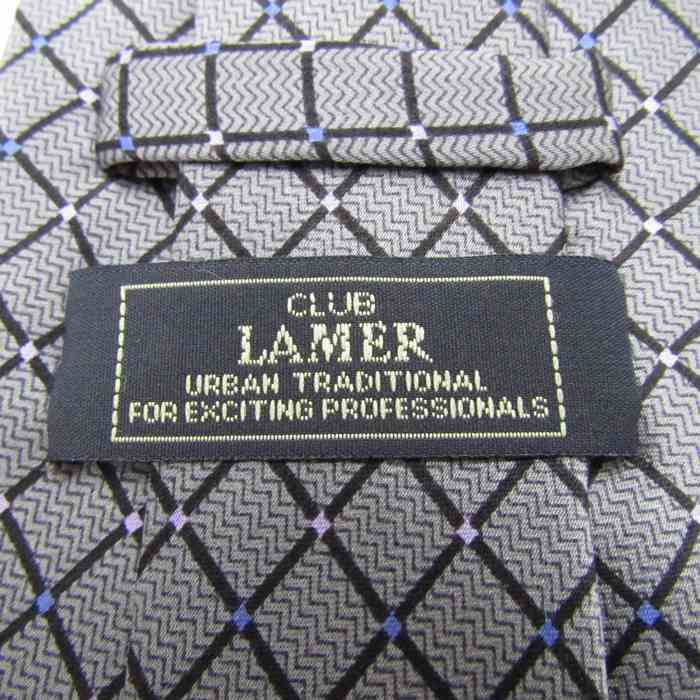 CLUB
LAMER
URBAN TRADITIONAL
FOR EXCITING PROFESSIONALS